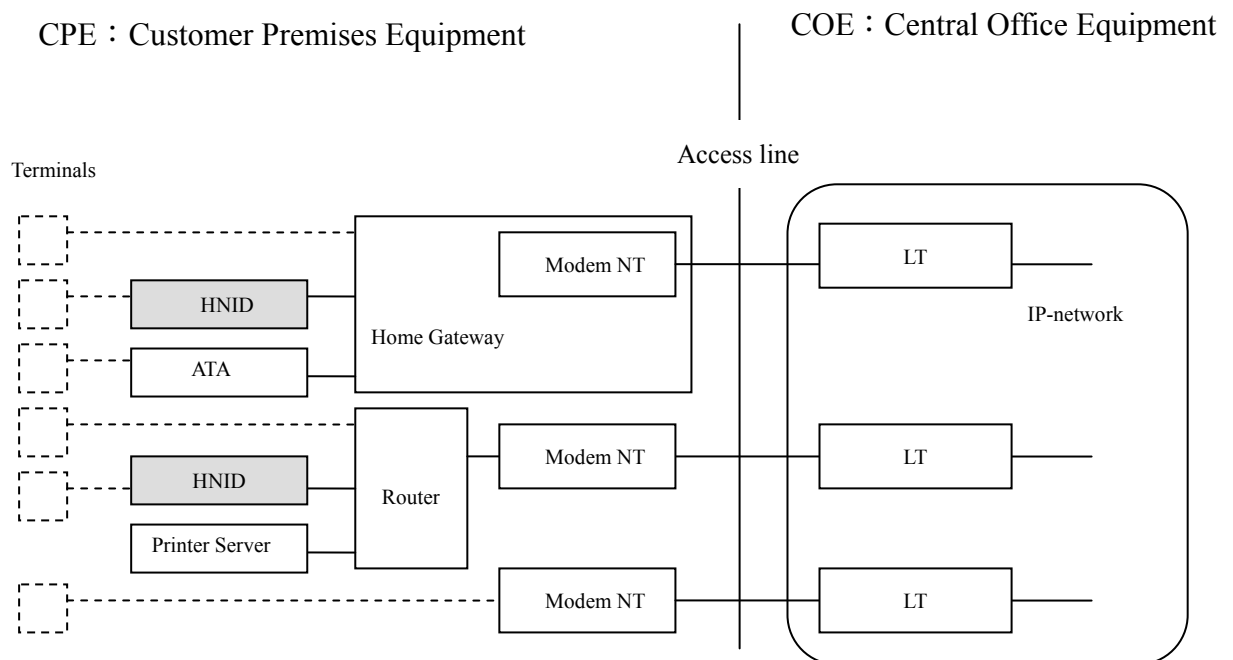 CPE：Customer Premises Equipment
COE：Central Office Equipment
Access line
Terminals
Modem NT
LT
HNID
IP-network
Home Gateway
ATA
Modem NT
LT
HNID
Router
Printer Server
Modem NT
LT